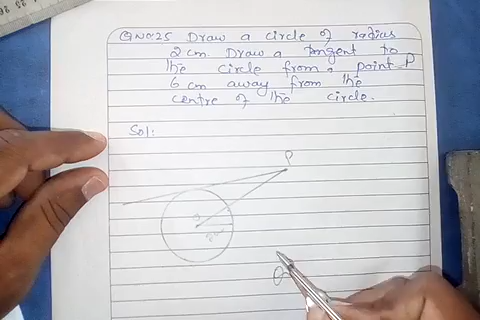 Q No:25 Draw a circle of radius
2 cm. Draw a tangent to
the circle from a point P
6 cm away from the
centre of the circle.
Sol:
P
O